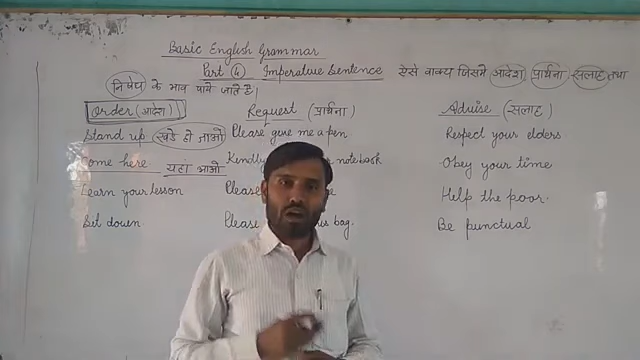 Basic English Grammar
Part 4 Imperative Sentence ऐसे वाक्य जिसमें आदेश प्रार्थना सलाह तथा
निषेध के भाव पाये जाते है।
Order (आदेश) Request (प्रार्थना) Advise (सलाह)
Stand up खड़े हो जाओ Please give me a pen Respect your elders
Come here. यहां आओ Kindly notebook Obey your time
Learn your lesson Please Help the poor.
Set down. Please bag. Be punctual